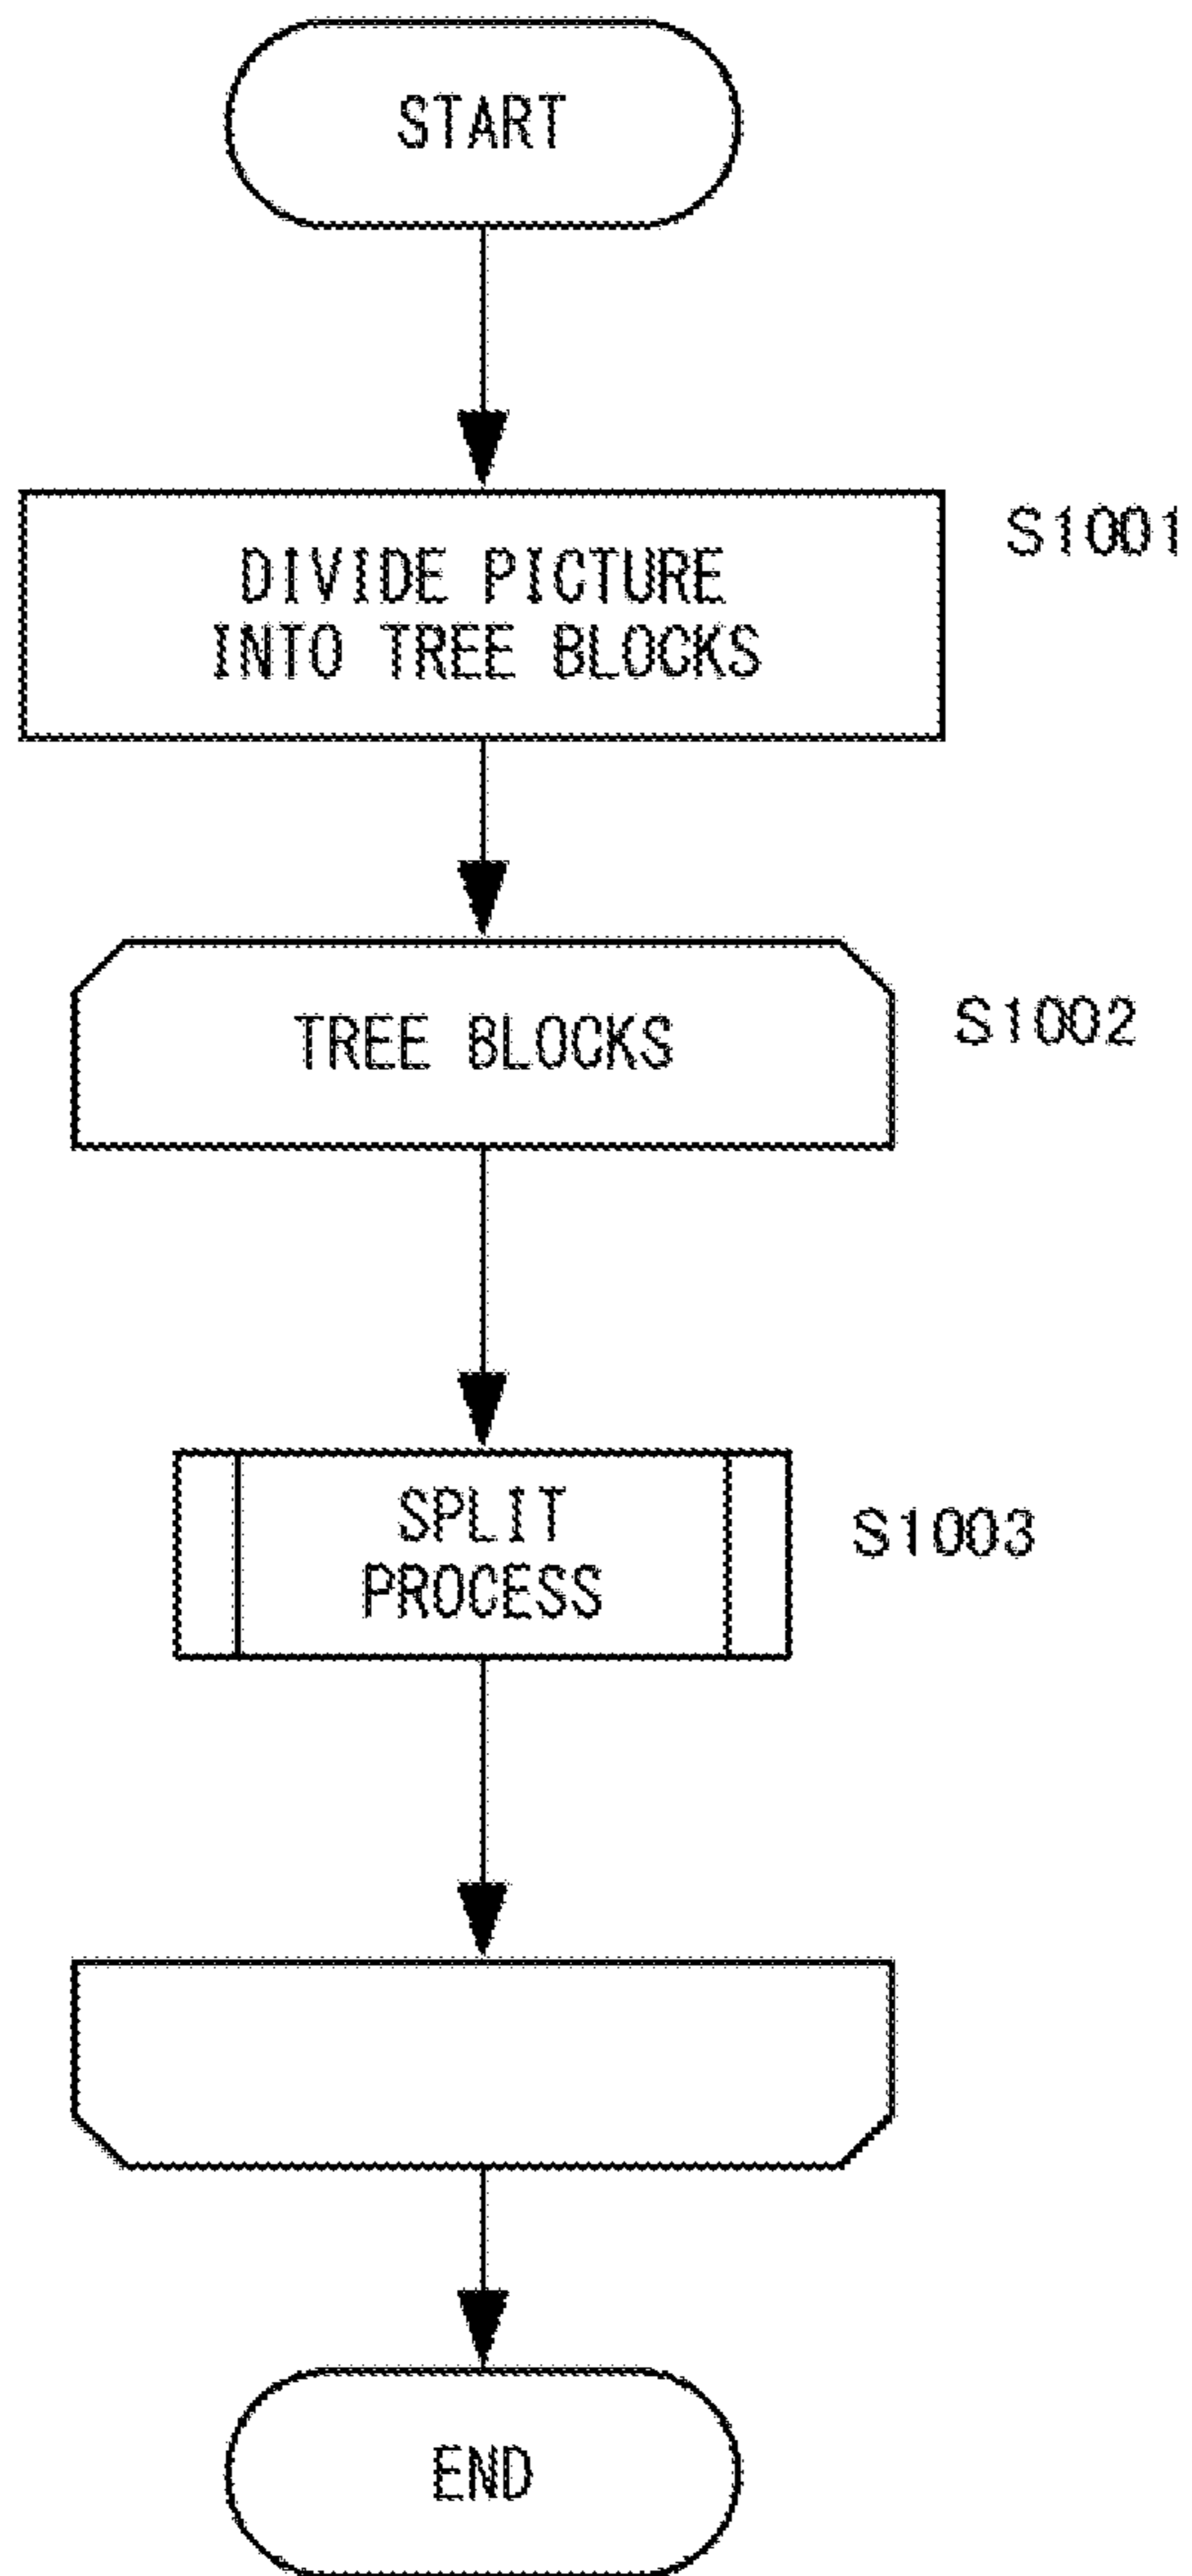 START
DIVIDE PICTURE
INTO TREE BLOCKS
S1001
TREE BLOCKS
S1002
SPLIT
PROCESS
S1003
END